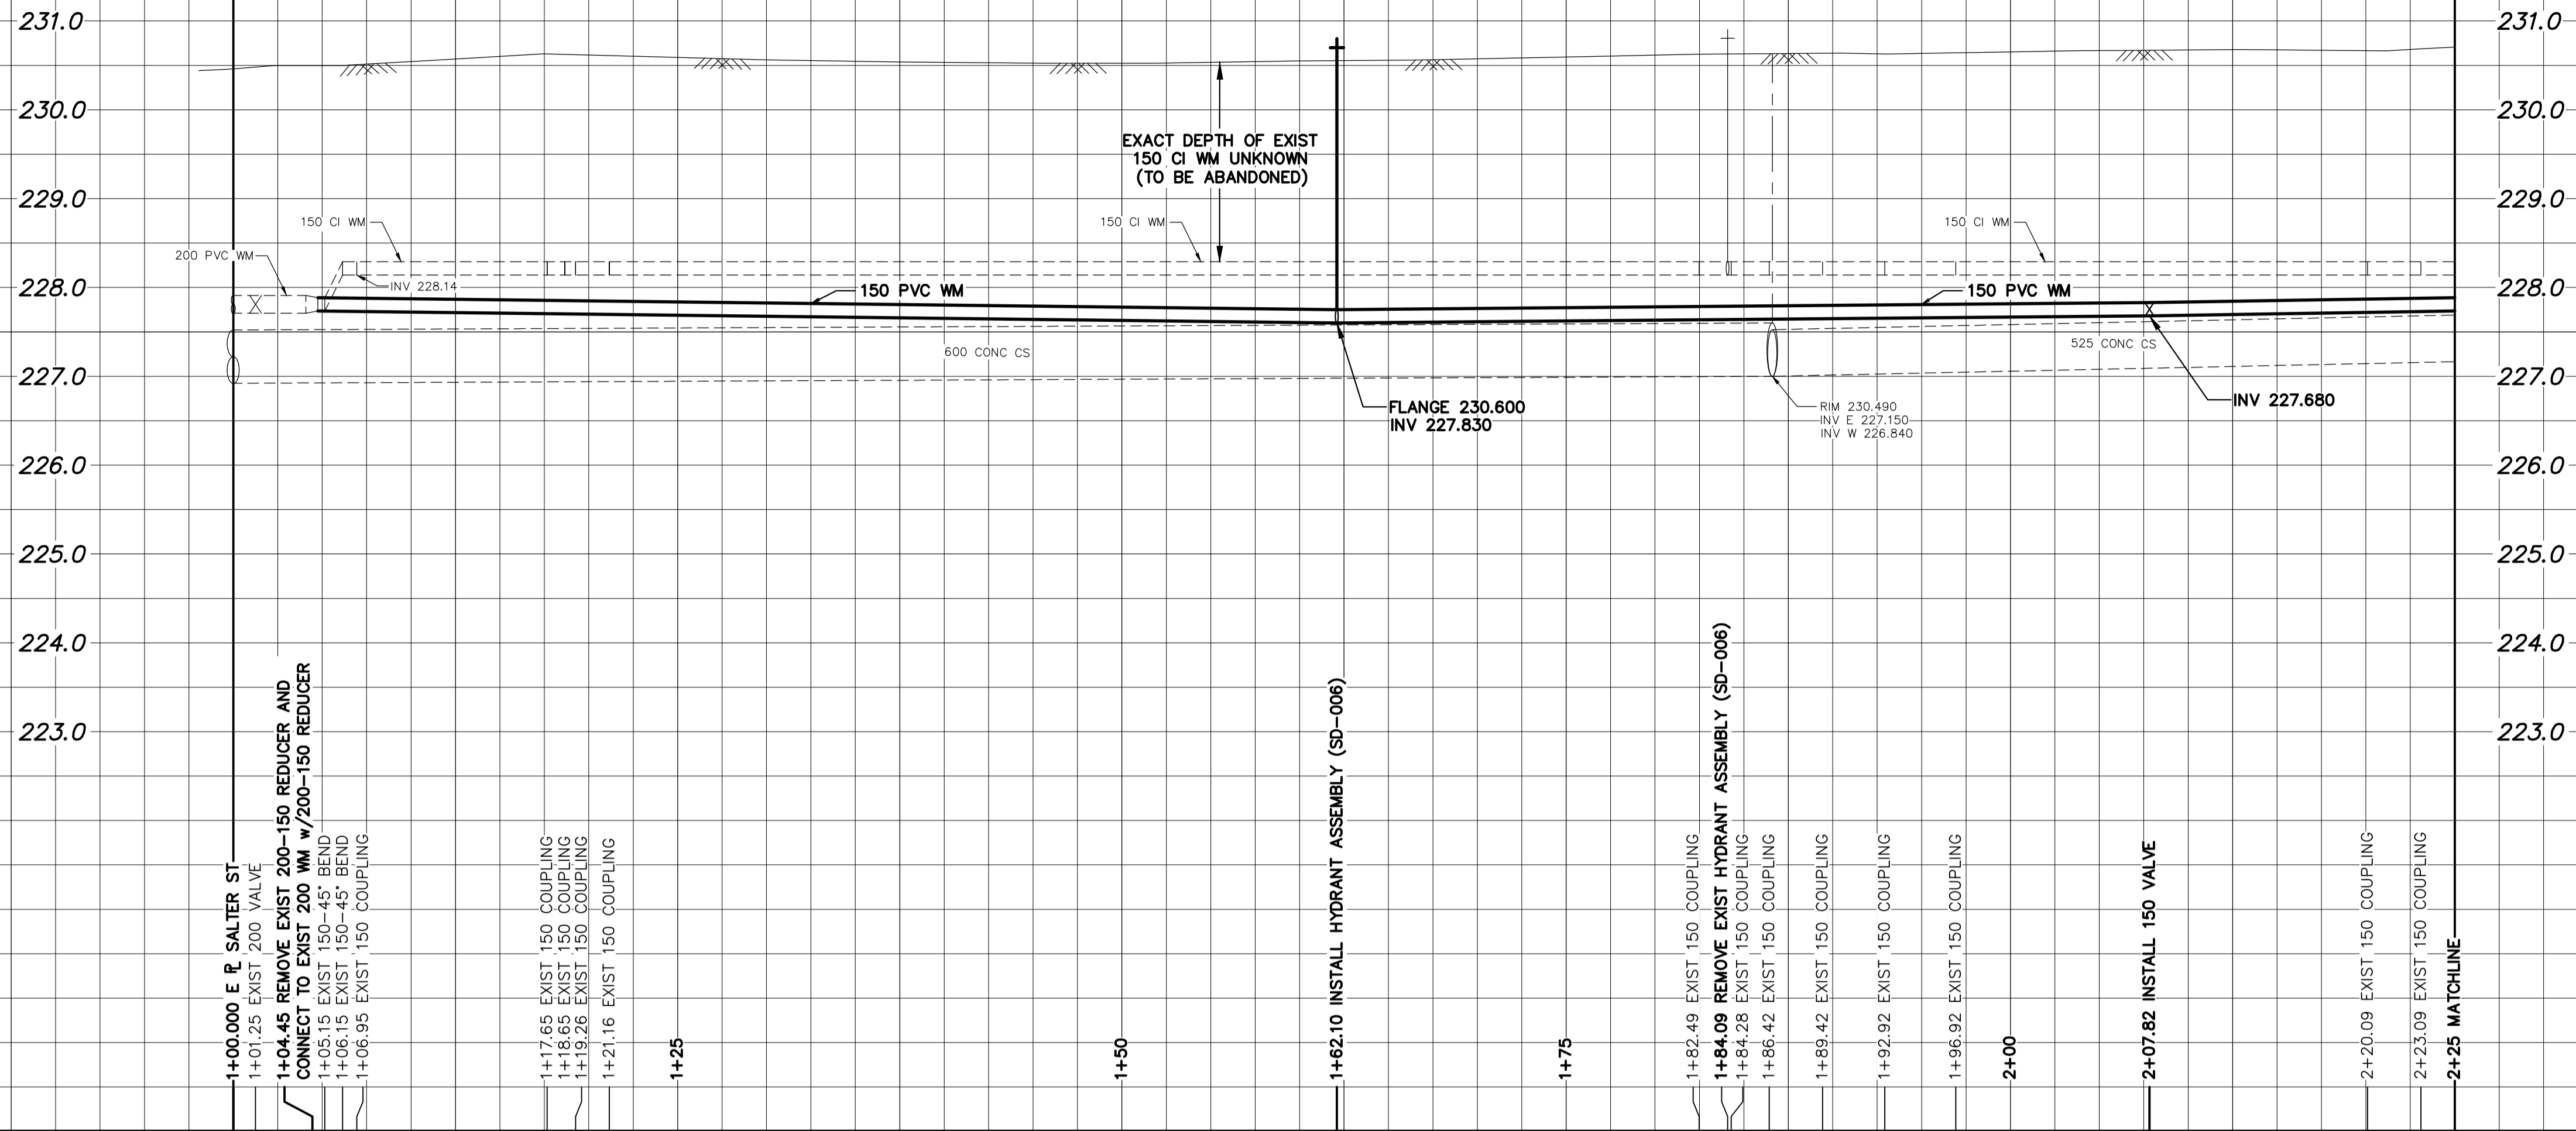 231.0
231.0
230.0
230.0
EXACT DEPTH OF EXIST
150 CI WM UNKNOWN
(TO BE ABANDONED)
229.0
229.0
150 CI WM
150 CI WM
150 CI WM
200 PVC WM
228.0
228.0
INV 228.14
150 PVC WM
150 PVC WM
600 CONC CS
525 CONC CS
227.0
227.0
FLANGE 230.600
INV 227.830
RIM 230.490
INV E 227.150
INV W 226.840
INV 227.680
226.0
226.0
225.0
225.0
224.0
224.0
223.0
223.0
1+00.000 E PL SALTER ST
1+01.25 EXIST 200 VALVE
1+04.45 REMOVE EXIST 200-150 REDUCER AND
CONNECT TO EXIST 200 WM w/200-150 REDUCER
1+05.15 EXIST 150-45° BEND
1+06.15 EXIST 150-45° BEND
1+06.95 EXIST 150 COUPLING
1+17.65 EXIST 150 COUPLING
1+18.65 EXIST 150 COUPLING
1+19.26 EXIST 150 COUPLING
1+21.16 EXIST 150 COUPLING
1+25
1+50
1+62.10 INSTALL HYDRANT ASSEMBLY (SD-006)
1+75
1+82.49 EXIST 150 COUPLING
1+84.09 REMOVE EXIST HYDRANT ASSEMBLY (SD-006)
1+84.28 EXIST 150 COUPLING
1+86.42 EXIST 150 COUPLING
1+89.42 EXIST 150 COUPLING
1+92.92 EXIST 150 COUPLING
1+96.92 EXIST 150 COUPLING
2+00
2+07.82 INSTALL 150 VALVE
2+20.09 EXIST 150 COUPLING
2+23.09 EXIST 150 COUPLING
2+25 MATCHLINE